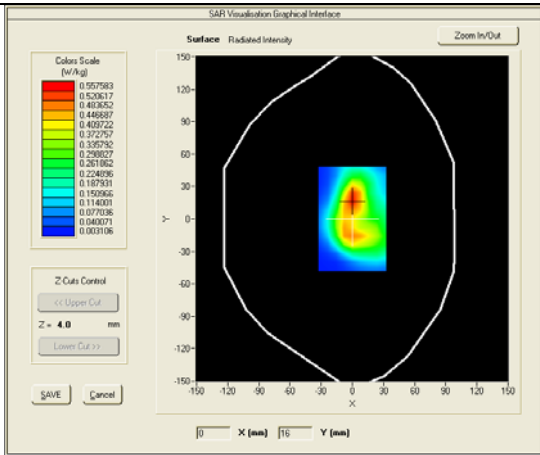 SAR Visualisation Graphical Interface
Surface Radiated Intensity
Zoom In/Out
Colors Scale
(W/kg)
0.557583
0.520617
0.483652
0.446687
0.409722
0.372757
0.335792
0.298827
0.261862
0.224896
0.187931
0.150966
0.114001
0.077036
0.040071
0.003106
150
120
90
60
30
0
-30
-60
-90
-120
-150
Y
-150 -120 -90 -60 -30 0 30 60 90 120 150
X
Z-Cuts Control
<< Upper Cut
Z = 4.0 mm
Lower Cut >>
SAVE Cancel
0 X (mm) 16 Y (mm)